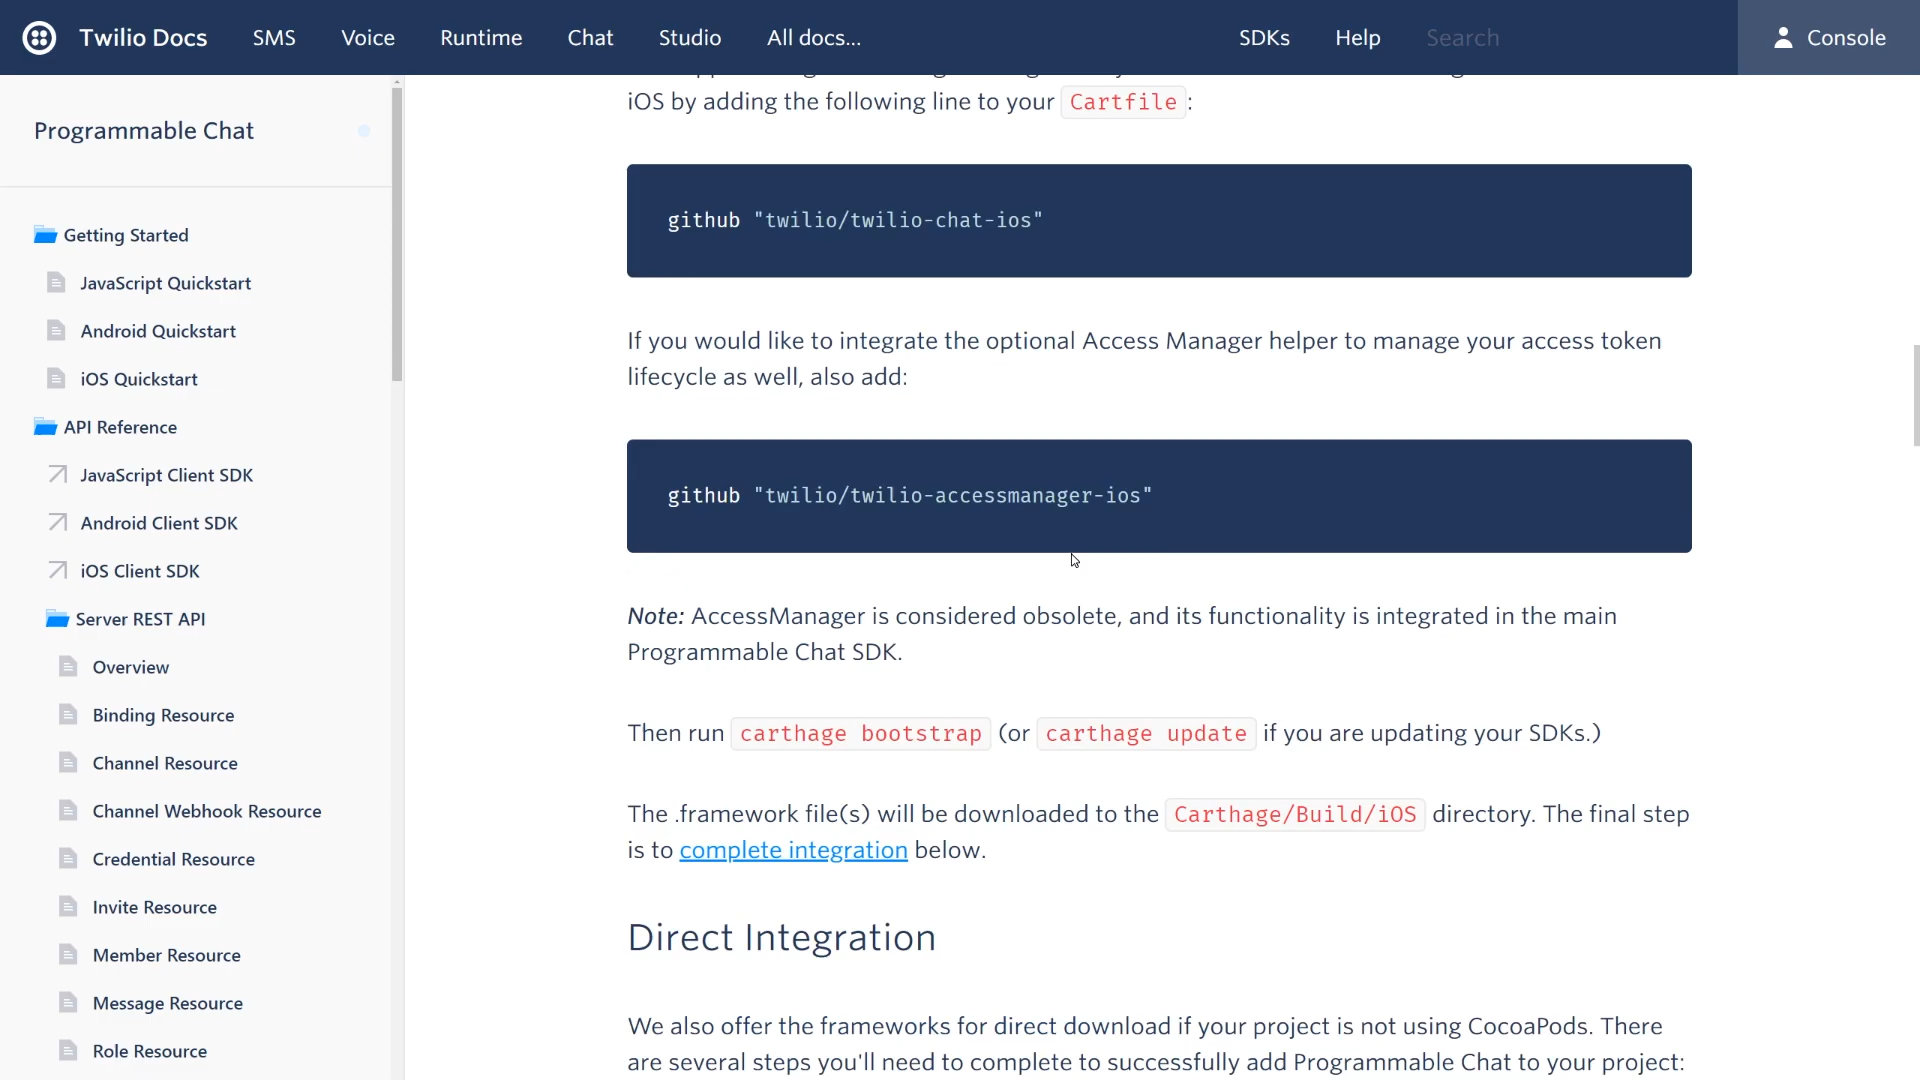 Twilio Docs SMS Voice Runtime Chat Studio All docs... SDKs Help Search Console
Programmable Chat
Getting Started
JavaScript Quickstart
Android Quickstart
iOS Quickstart
API Reference
JavaScript Client SDK
Android Client SDK
iOS Client SDK
Server REST API
Overview
Binding Resource
Channel Resource
Channel Webhook Resource
Credential Resource
Invite Resource
Member Resource
Message Resource
Role Resource
iOS by adding the following line to your Cartfile:
github "twilio/twilio-chat-ios"
If you would like to integrate the optional Access Manager helper to manage your access token
lifecycle as well, also add:
github "twilio/twilio-accessmanager-ios"
Note: AccessManager is considered obsolete, and its functionality is integrated in the main
Programmable Chat SDK.
Then run carthage bootstrap (or carthage update if you are updating your SDKs.)
The .framework file(s) will be downloaded to the Carthage/Build/iOS directory. The final step
is to complete integration below.
Direct Integration
We also offer the frameworks for direct download if your project is not using CocoaPods. There
are several steps you'll need to complete to successfully add Programmable Chat to your project: